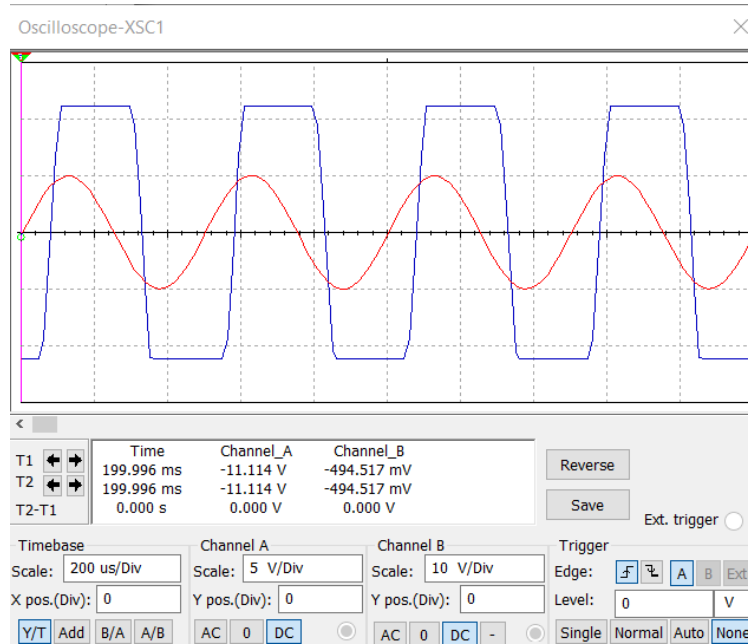 Oscilloscope-XSC1
Time Channel_A Channel_B
T1 199.996 ms -11.114 V -494.517 mV
T2 199.996 ms -11.114 V -494.517 mV
T2-T1 0.000 s 0.000 V 0.000 V
Reverse
Save
Ext. trigger
Timebase Channel A Channel B Trigger
Scale: 200 us/Div Scale: 5 V/Div Scale: 10 V/Div Edge: A B Ext
X pos.(Div): 0 Y pos.(Div): 0 Y pos.(Div): 0 Level: 0 V
Y/T Add B/A A/B AC 0 DC AC 0 DC - Single Normal Auto None